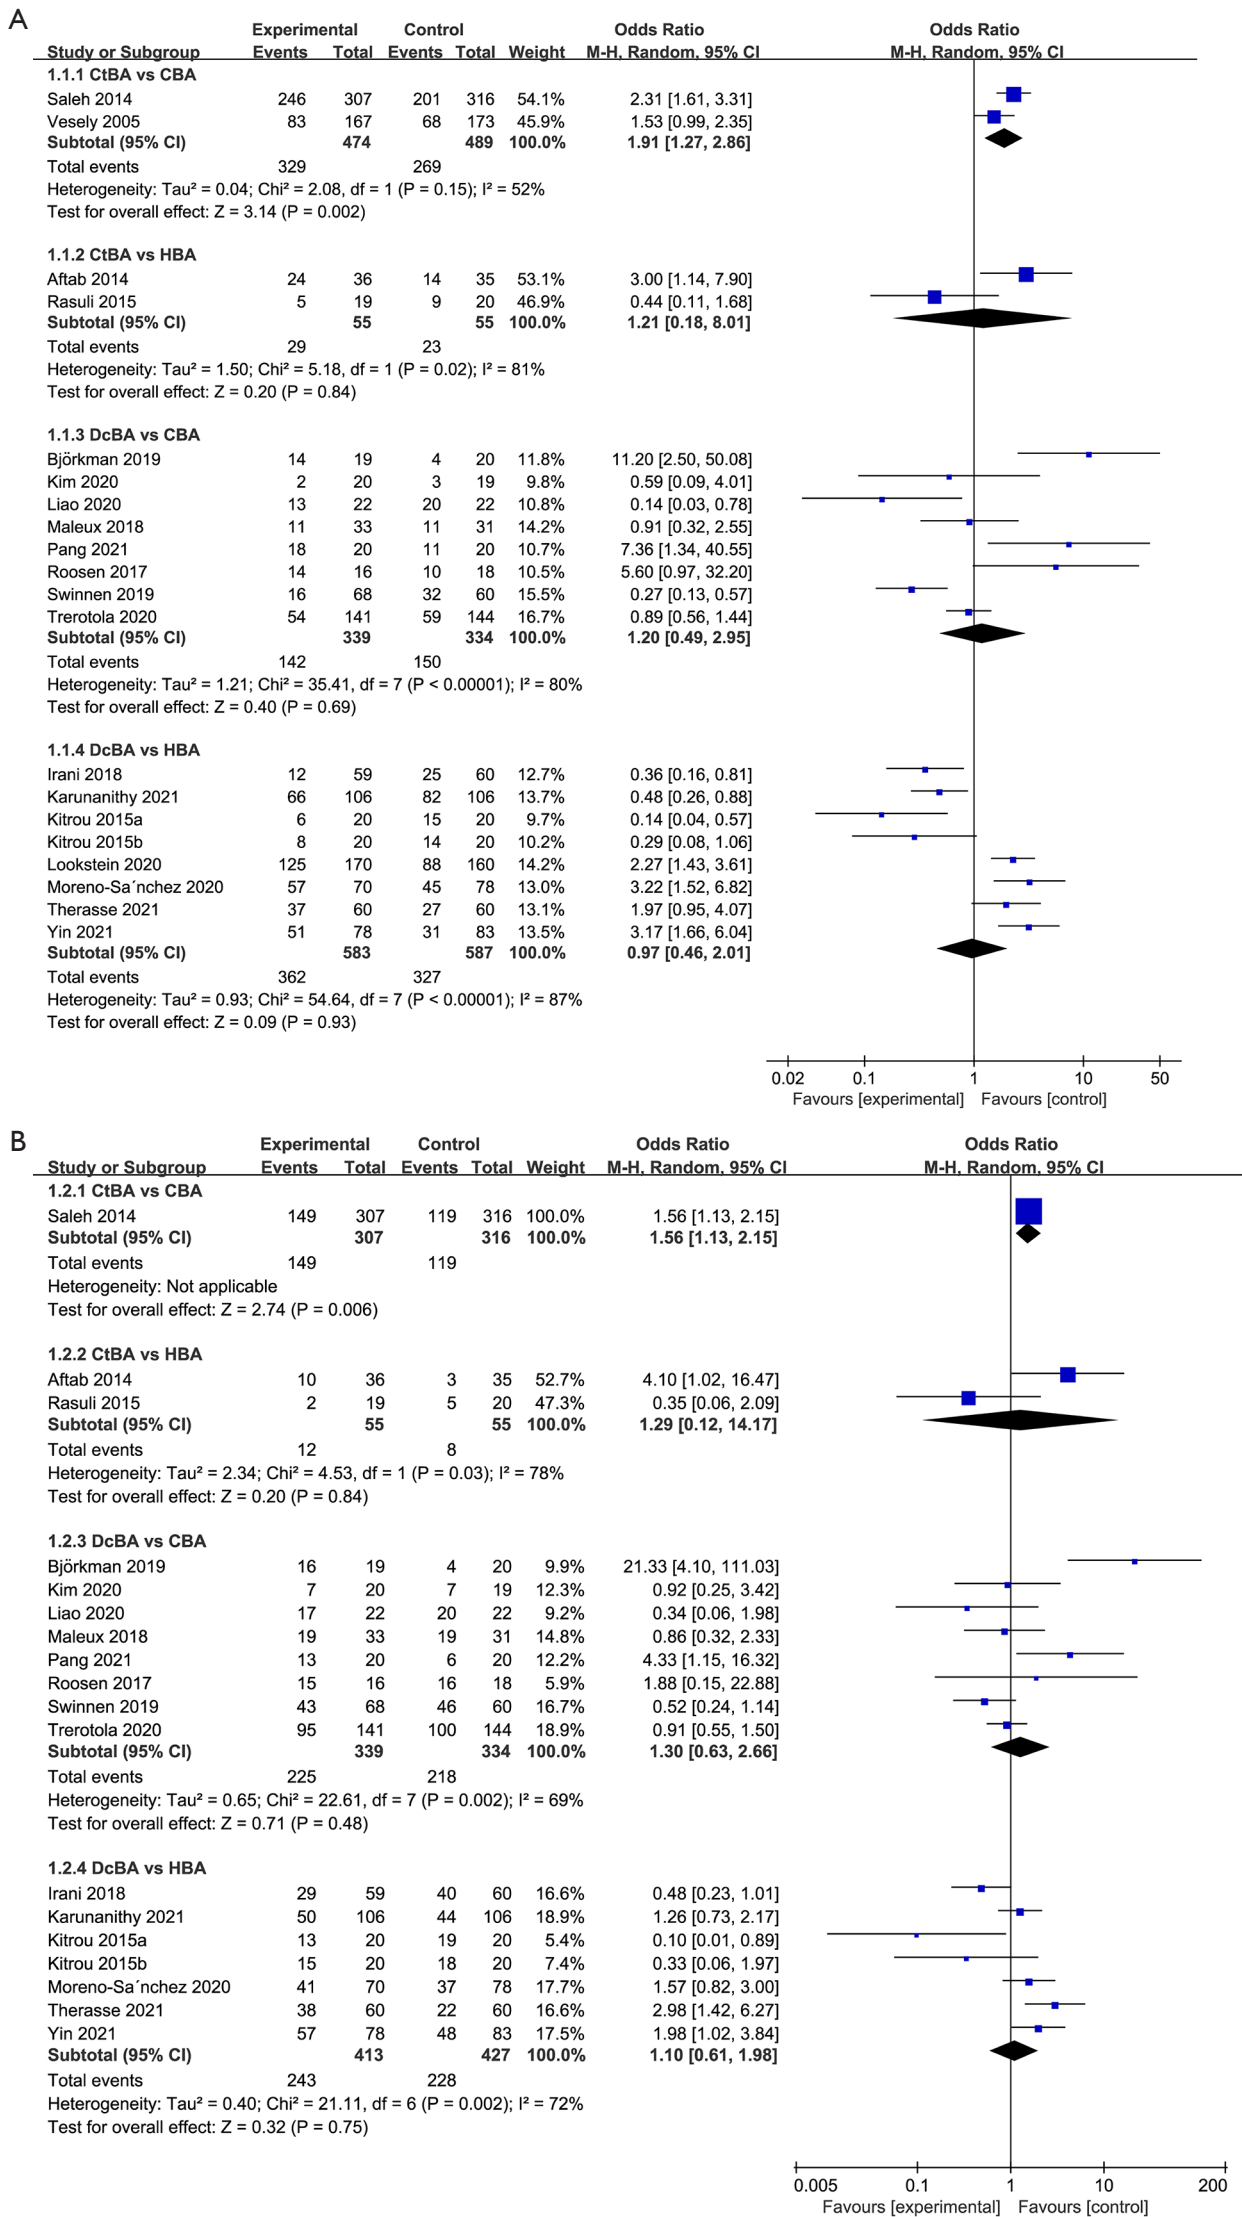 A
Experimental Control Odds Ratio Odds Ratio
Study or Subgroup Events Total Events Total Weight M-H, Random, 95% CI M-H, Random, 95% CI
1.1.1 CtBA vs CBA
Saleh 2014 246 307 201 316 54.1% 2.31 [1.61, 3.31]
Vesely 2005 83 167 68 173 45.9% 1.53 [0.99, 2.35]
Subtotal (95% CI) 474 489 100.0% 1.91 [1.27, 2.86]
Total events 329 269
Heterogeneity: Tau² = 0.04; Chi² = 2.08, df = 1 (P = 0.15); I² = 52%
Test for overall effect: Z = 3.14 (P = 0.002)
1.1.2 CtBA vs HBA
Aftab 2014 24 36 14 35 53.1% 3.00 [1.14, 7.90]
Rasuli 2015 5 19 9 20 46.9% 0.44 [0.11, 1.68]
Subtotal (95% CI) 55 55 100.0% 1.21 [0.18, 8.01]
Total events 29 23
Heterogeneity: Tau² = 1.50; Chi² = 5.18, df = 1 (P = 0.02); I² = 81%
Test for overall effect: Z = 0.20 (P = 0.84)
1.1.3 DcBA vs CBA
Björkman 2019 14 19 4 20 11.8% 11.20 [2.50, 50.08]
Kim 2020 2 20 3 19 9.8% 0.59 [0.09, 4.01]
Liao 2020 13 22 20 22 10.8% 0.14 [0.03, 0.78]
Maleux 2018 11 33 11 31 14.2% 0.91 [0.32, 2.55]
Pang 2021 18 20 11 20 10.7% 7.36 [1.34, 40.55]
Roosen 2017 14 16 10 18 10.5% 5.60 [0.97, 32.20]
Swinnen 2019 16 68 32 60 15.5% 0.27 [0.13, 0.57]
Trerotola 2020 54 141 59 144 16.7% 0.89 [0.56, 1.44]
Subtotal (95% CI) 339 334 100.0% 1.20 [0.49, 2.95]
Total events 142 150
Heterogeneity: Tau² = 1.21; Chi² = 35.41, df = 7 (P < 0.00001); I² = 80%
Test for overall effect: Z = 0.40 (P = 0.69)
1.1.4 DcBA vs HBA
Irani 2018 12 59 25 60 12.7% 0.36 [0.16, 0.81]
Karunanithy 2021 66 106 82 106 13.7% 0.48 [0.26, 0.88]
Kitrou 2015a 6 20 15 20 9.7% 0.14 [0.04, 0.57]
Kitrou 2015b 8 20 14 20 10.2% 0.29 [0.08, 1.06]
Lookstein 2020 125 170 88 160 14.2% 2.27 [1.43, 3.61]
Moreno-Sa´nchez 2020 57 70 45 78 13.0% 3.22 [1.52, 6.82]
Therasse 2021 37 60 27 60 13.1% 1.97 [0.95, 4.07]
Yin 2021 51 78 31 83 13.5% 3.17 [1.66, 6.04]
Subtotal (95% CI) 583 587 100.0% 0.97 [0.46, 2.01]
Total events 362 327
Heterogeneity: Tau² = 0.93; Chi² = 54.64, df = 7 (P < 0.00001); I² = 87%
Test for overall effect: Z = 0.09 (P = 0.93)
0.02 0.1 1 10 50
Favours [experimental] Favours [control]
B
Experimental Control Odds Ratio Odds Ratio
Study or Subgroup Events Total Events Total Weight M-H, Random, 95% CI M-H, Random, 95% CI
1.2.1 CtBA vs CBA
Saleh 2014 149 307 119 316 100.0% 1.56 [1.13, 2.15]
Subtotal (95% CI) 307 316 100.0% 1.56 [1.13, 2.15]
Total events 149 119
Heterogeneity: Not applicable
Test for overall effect: Z = 2.74 (P = 0.006)
1.2.2 CtBA vs HBA
Aftab 2014 10 36 3 35 52.7% 4.10 [1.02, 16.47]
Rasuli 2015 2 19 5 20 47.3% 0.35 [0.06, 2.09]
Subtotal (95% CI) 55 55 100.0% 1.29 [0.12, 14.17]
Total events 12 8
Heterogeneity: Tau² = 2.34; Chi² = 4.53, df = 1 (P = 0.03); I² = 78%
Test for overall effect: Z = 0.20 (P = 0.84)
1.2.3 DcBA vs CBA
Björkman 2019 16 19 4 20 9.9% 21.33 [4.10, 111.03]
Kim 2020 7 20 7 19 12.3% 0.92 [0.25, 3.42]
Liao 2020 17 22 20 22 9.2% 0.34 [0.06, 1.98]
Maleux 2018 19 33 19 31 14.8% 0.86 [0.32, 2.33]
Pang 2021 13 20 6 20 12.2% 4.33 [1.15, 16.32]
Roosen 2017 15 16 16 18 5.9% 1.88 [0.15, 22.88]
Swinnen 2019 43 68 46 60 16.7% 0.52 [0.24, 1.14]
Trerotola 2020 95 141 100 144 18.9% 0.91 [0.55, 1.50]
Subtotal (95% CI) 339 334 100.0% 1.30 [0.63, 2.66]
Total events 225 218
Heterogeneity: Tau² = 0.65; Chi² = 22.61, df = 7 (P = 0.002); I² = 69%
Test for overall effect: Z = 0.71 (P = 0.48)
1.2.4 DcBA vs HBA
Irani 2018 29 59 40 60 16.6% 0.48 [0.23, 1.01]
Karunanithy 2021 50 106 44 106 18.9% 1.26 [0.73, 2.17]
Kitrou 2015a 13 20 19 20 5.4% 0.10 [0.01, 0.89]
Kitrou 2015b 15 20 18 20 7.4% 0.33 [0.06, 1.97]
Moreno-Sa´nchez 2020 41 70 37 78 17.7% 1.57 [0.82, 3.00]
Therasse 2021 38 60 22 60 16.6% 2.98 [1.42, 6.27]
Yin 2021 57 78 48 83 17.5% 1.98 [1.02, 3.84]
Subtotal (95% CI) 413 427 100.0% 1.10 [0.61, 1.98]
Total events 243 228
Heterogeneity: Tau² = 0.40; Chi² = 21.11, df = 6 (P = 0.002); I² = 72%
Test for overall effect: Z = 0.32 (P = 0.75)
0.005 0.1 1 10 200
Favours [experimental] Favours [control]